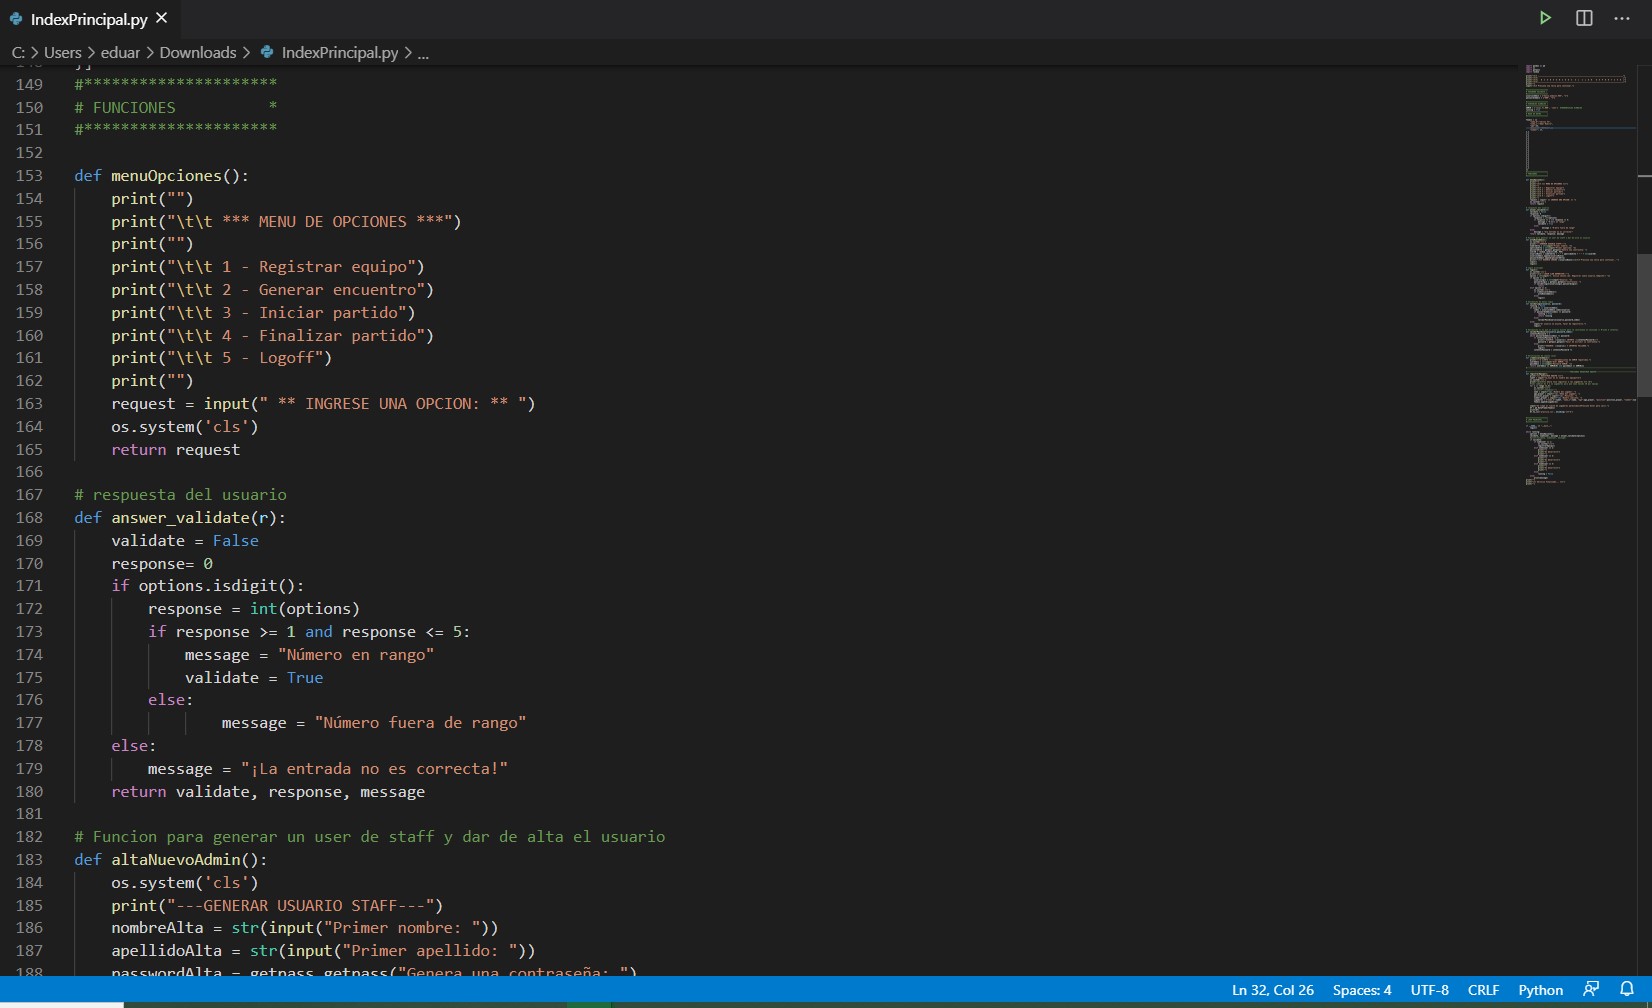 IndexPrincipal.py
C: > Users > eduar > Downloads > IndexPrincipal.py > ...
149 #*********************
150 # FUNCIONES *
151 #*********************
152
153 def menuOpciones():
154 print("")
155 print("\t\t *** MENU DE OPCIONES ***")
156 print("")
157 print("\t\t 1 - Registrar equipo")
158 print("\t\t 2 - Generar encuentro")
159 print("\t\t 3 - Iniciar partido")
160 print("\t\t 4 - Finalizar partido")
161 print("\t\t 5 - Logoff")
162 print("")
163 request = input(" ** INGRESE UNA OPCION: ** ")
164 os.system('cls')
165 return request
166
167 # respuesta del usuario
168 def answer_validate(r):
169 validate = False
170 response= 0
171 if options.isdigit():
172 response = int(options)
173 if response >= 1 and response <= 5:
174 message = "Número en rango"
175 validate = True
176 else:
177 message = "Número fuera de rango"
178 else:
179 message = "¡La entrada no es correcta!"
180 return validate, response, message
181
182 # Funcion para generar un user de staff y dar de alta el usuario
183 def altaNuevoAdmin():
184 os.system('cls')
185 print("---GENERAR USUARIO STAFF---")
186 nombreAlta = str(input("Primer nombre: "))
187 apellidoAlta = str(input("Primer apellido: "))
188 passwordAlta = getpass.getpass("Genera una contraseña: ")
Ln 32, Col 26 Spaces: 4 UTF-8 CRLF Python